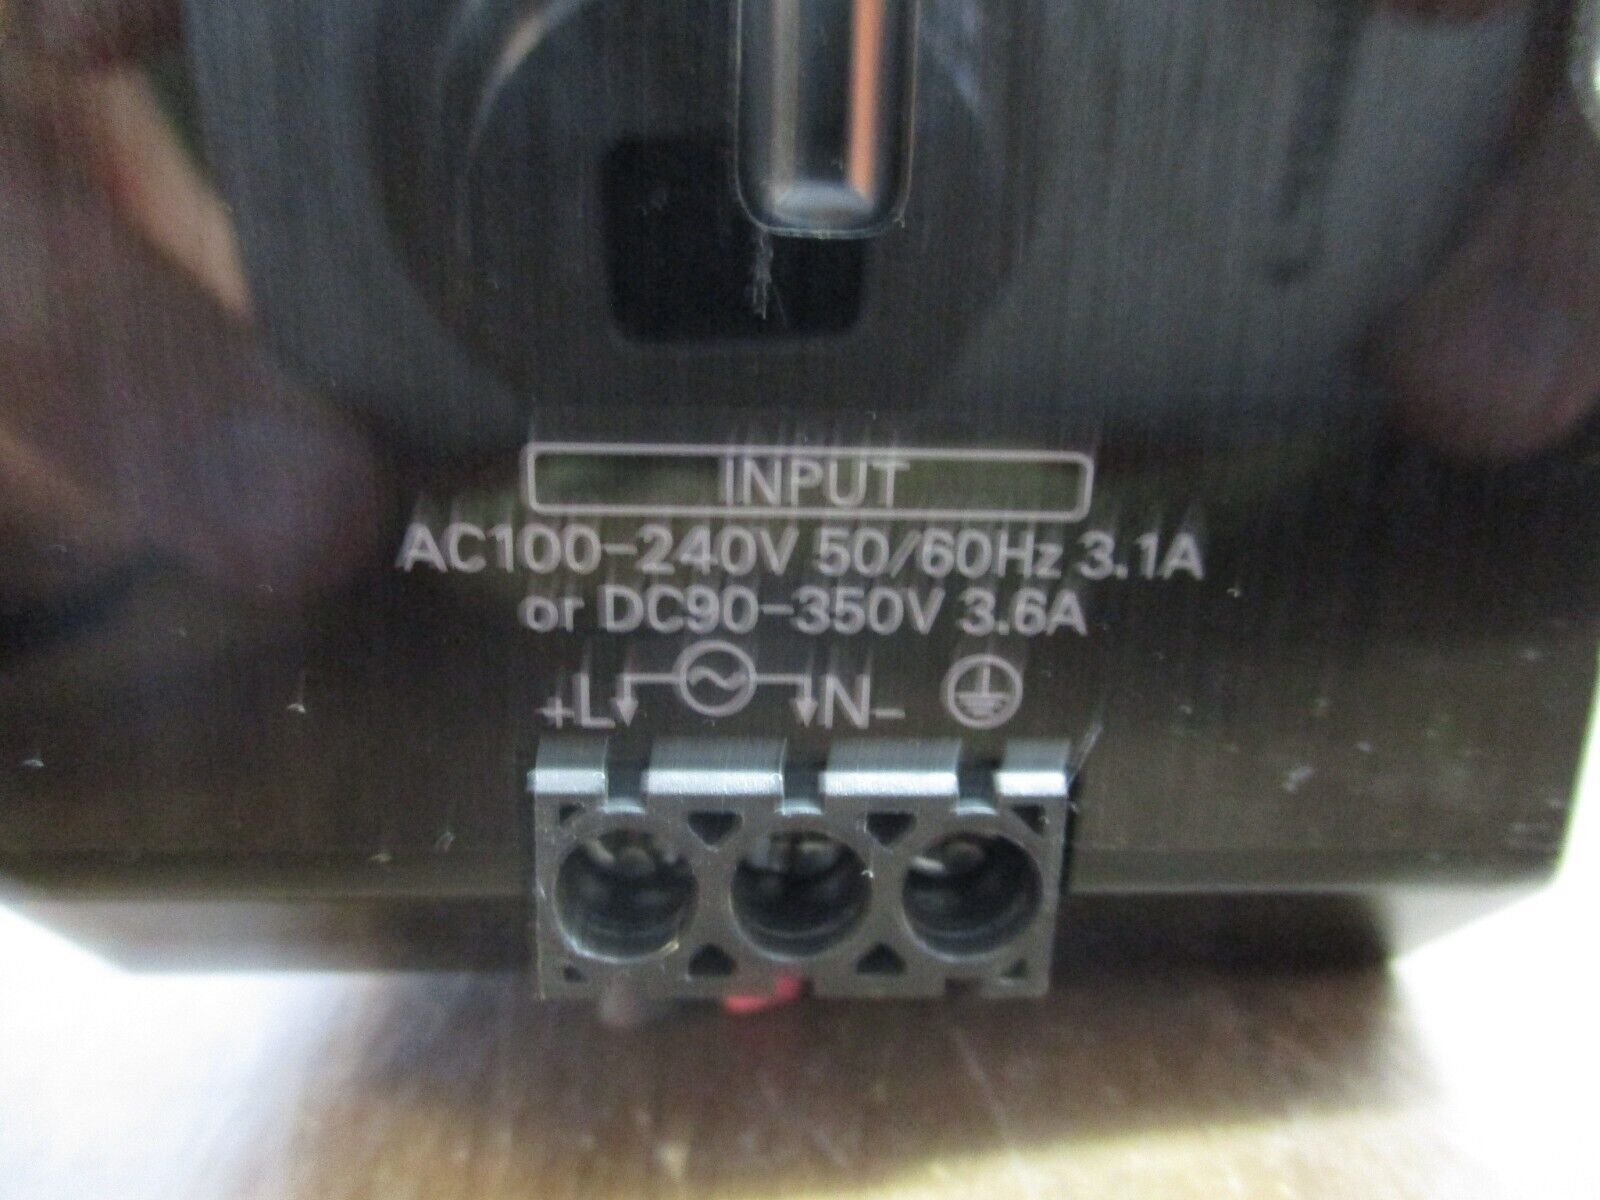 INPUT
AC100-240V 50/60Hz 3.1A
or DC90-350V 3.6A
+L N-